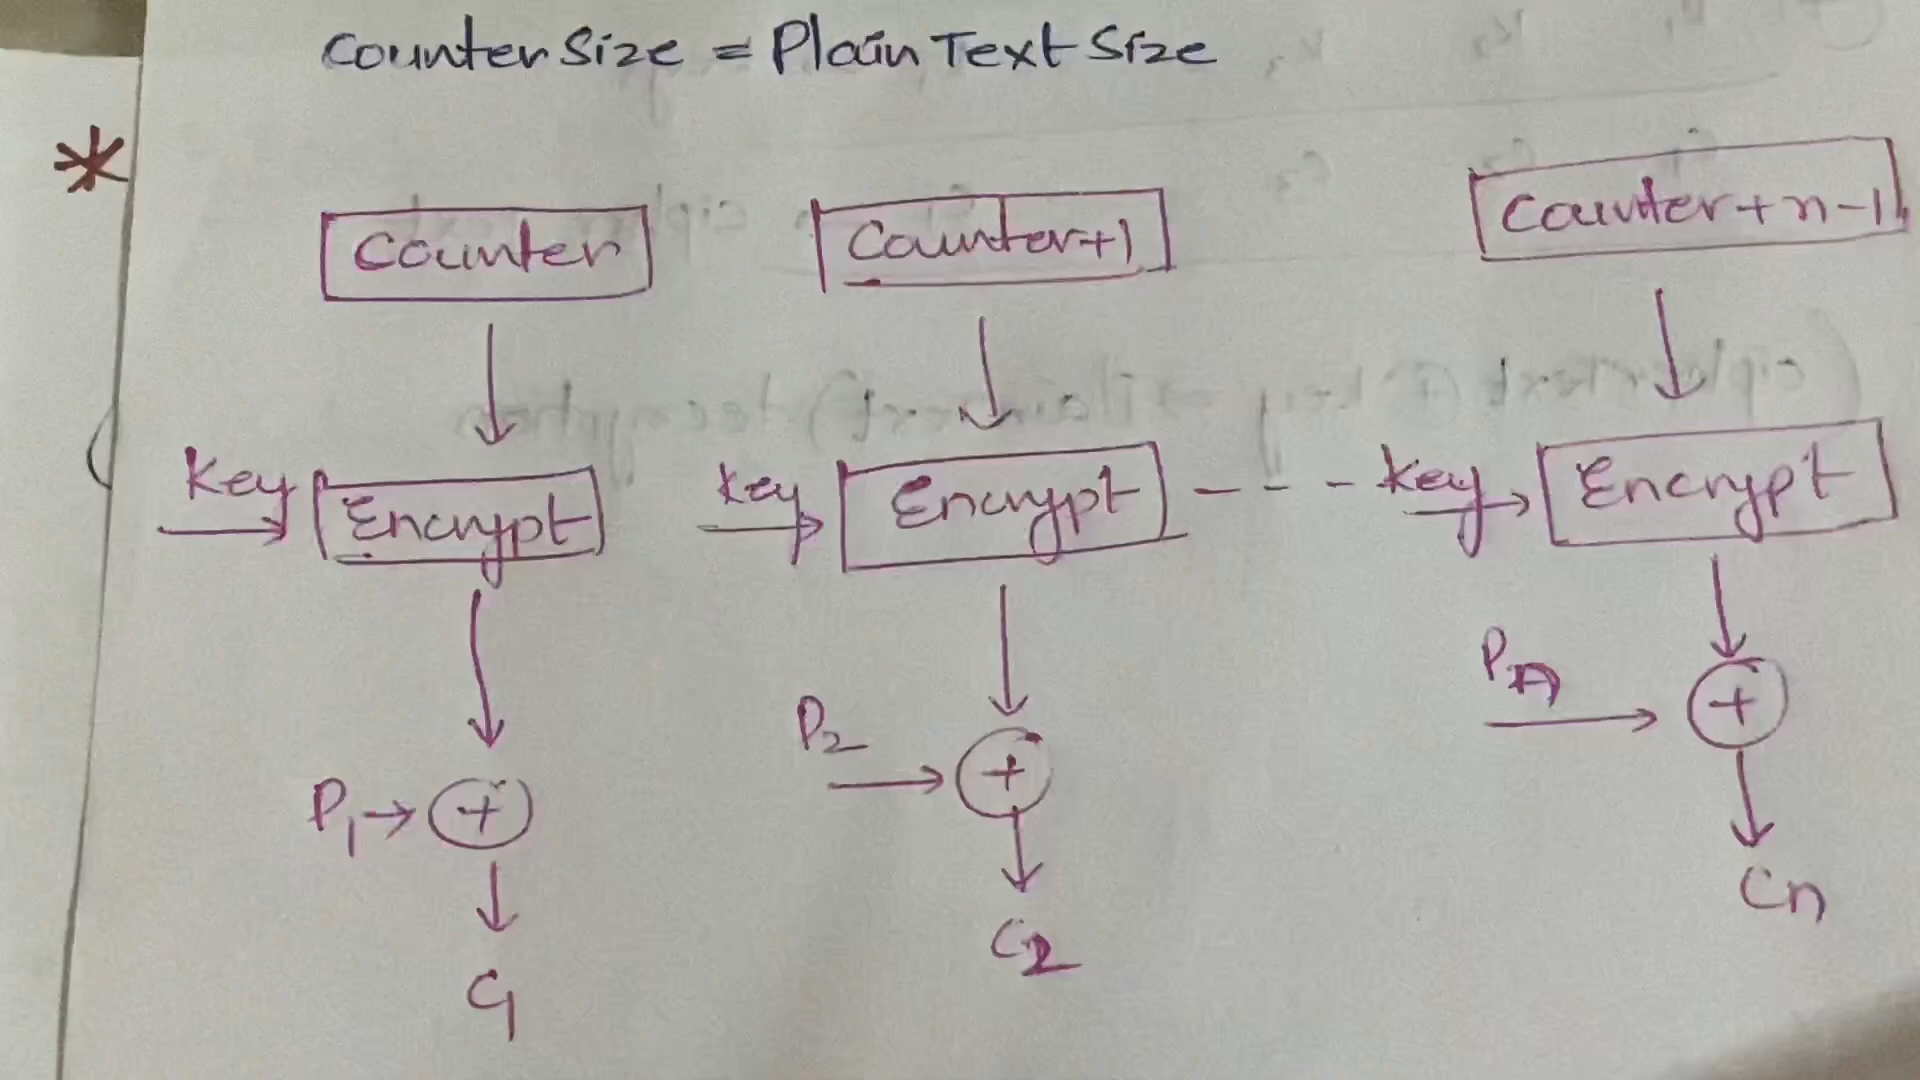 Counter Size = Plain Text Size
*
Counter Counter+1 Counter+n-1
Key Encrypt Key Encrypt - - - Key Encrypt
P1 + P2 + Pn +
C1 C2 Cn